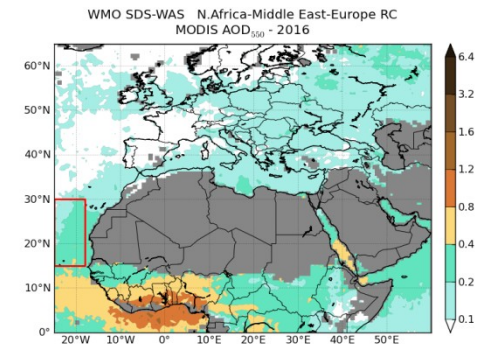 WMO SDS-WAS N.Africa-Middle East-Europe RC
MODIS AOD₅₅₀ - 2016
60°N
50°N
40°N
30°N
20°N
10°N
0°
20°W
10°W
0°
10°E
20°E
30°E
40°E
50°E
6.4
3.2
1.6
1.2
0.8
0.4
0.2
0.1